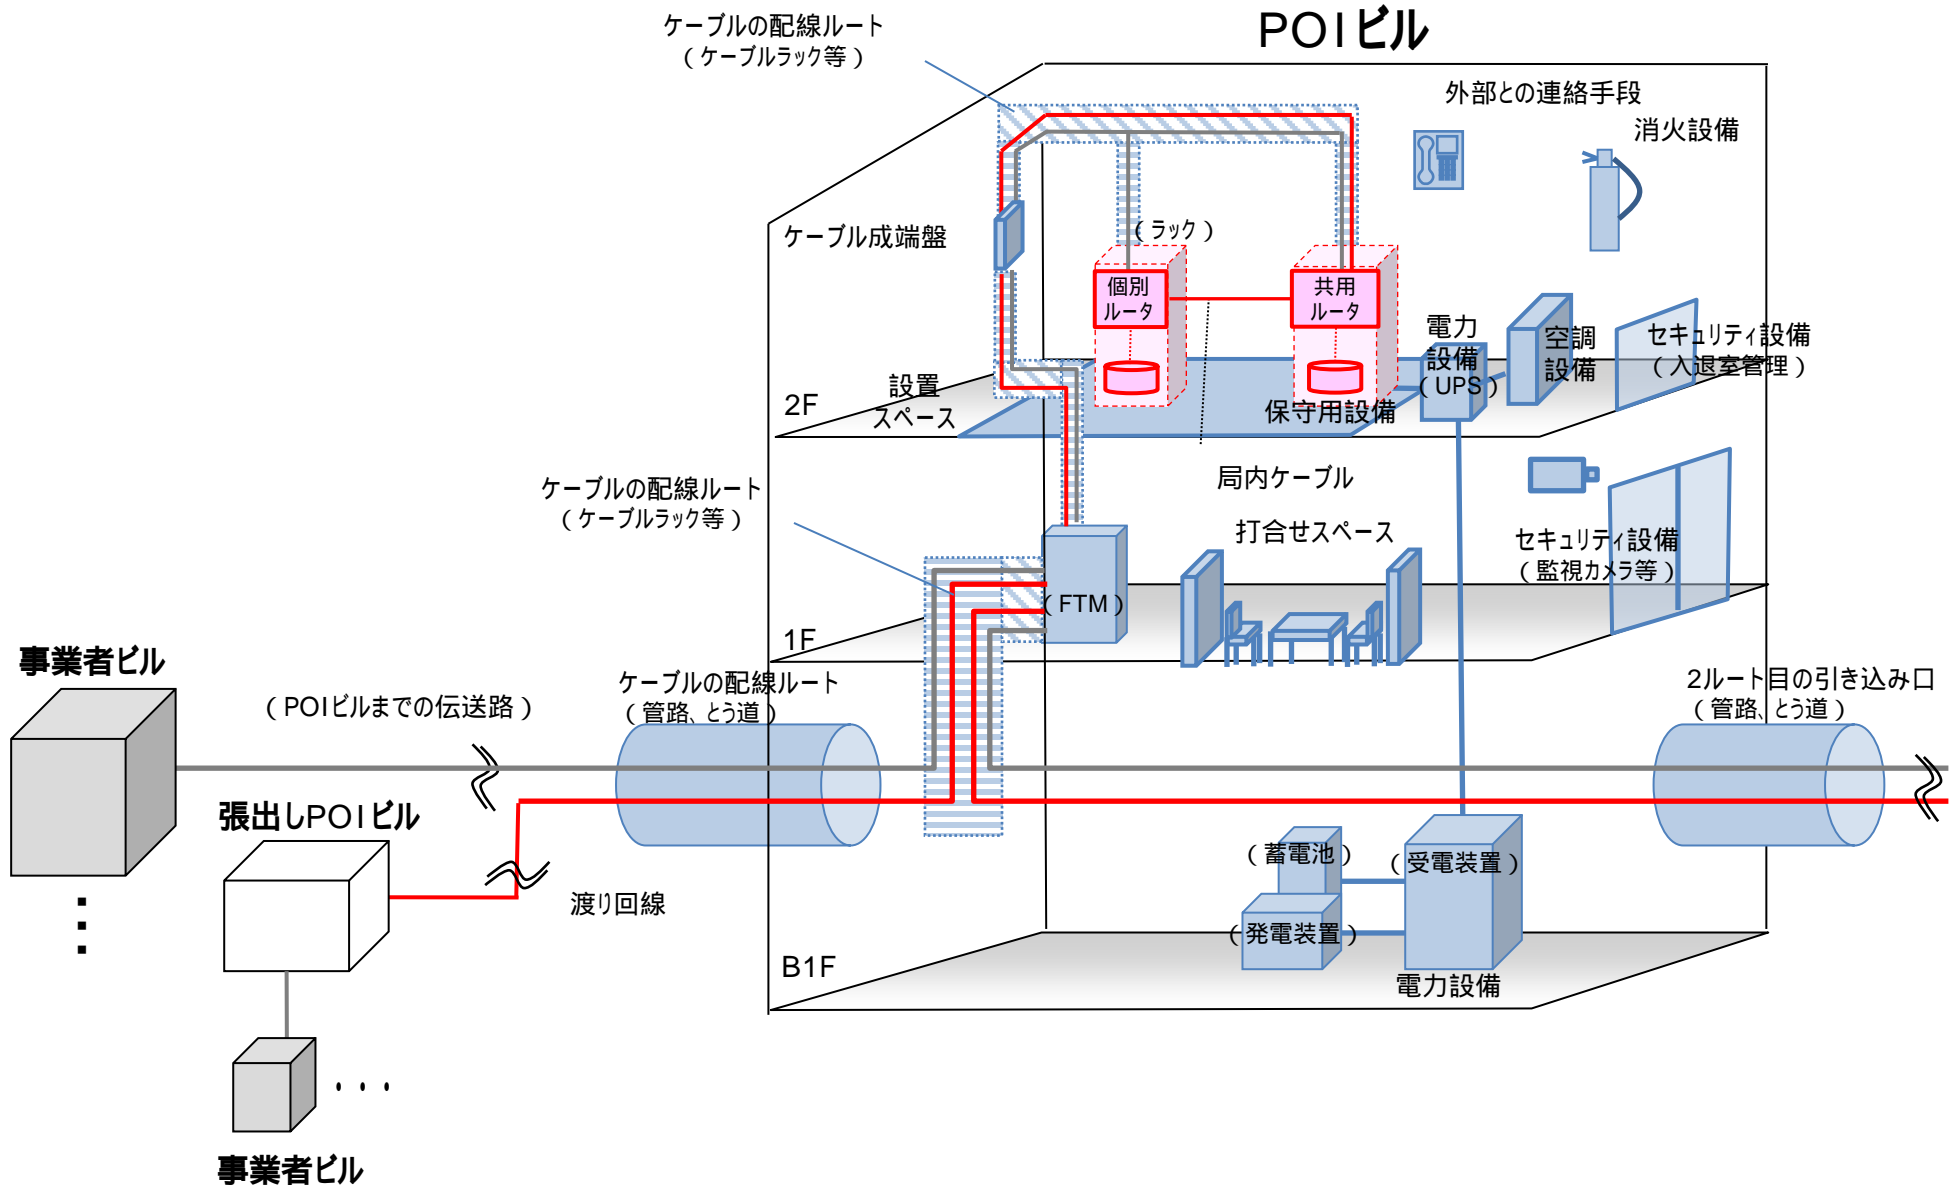 ケーブルの配線ルート
（ケーブルラック等）
POIビル
外部との連絡手段
消火設備
ケーブル成端盤
（ラック）
個別
ルータ
共用
ルータ
電力
設備
（UPS）
空調
設備
セキュリティ設備
（入退室管理）
設置
スペース
2F
保守用設備
ケーブルの配線ルート
（ケーブルラック等）
局内ケーブル
打合せスペース
セキュリティ設備
（監視カメラ等）
（FTM）
1F
事業者ビル
（POIビルまでの伝送路）
ケーブルの配線ルート
（管路、とう道）
2ルート目の引き込み口
（管路、とう道）
張出しPOIビル
渡り回線
（蓄電池）
（受電装置）
（発電装置）
B1F
電力設備
・・・
事業者ビル